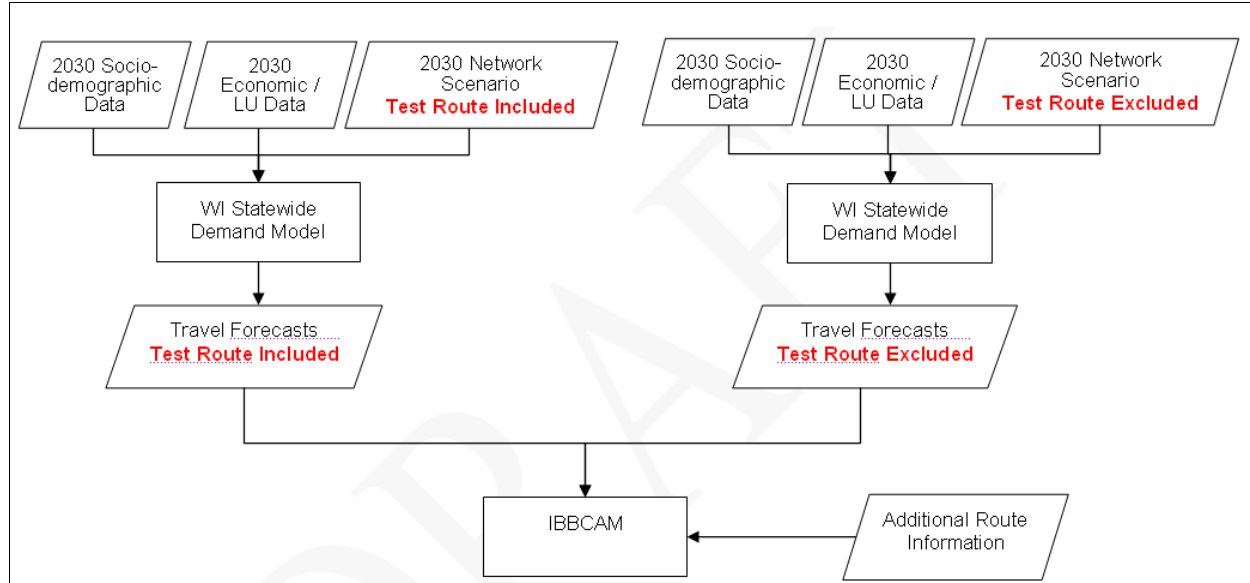 2030 Socio-
demographic
Data
2030
Economic /
LU Data
2030 Network
Scenario
Test Route Included
2030 Socio-
demographic
Data
2030
Economic /
LU Data
2030 Network
Scenario
Test Route Excluded
WI Statewide
Demand Model
WI Statewide
Demand Model
Travel Forecasts
Test Route Included
Travel Forecasts
Test Route Excluded
IBBCAM
Additional Route
Information
DRAFT